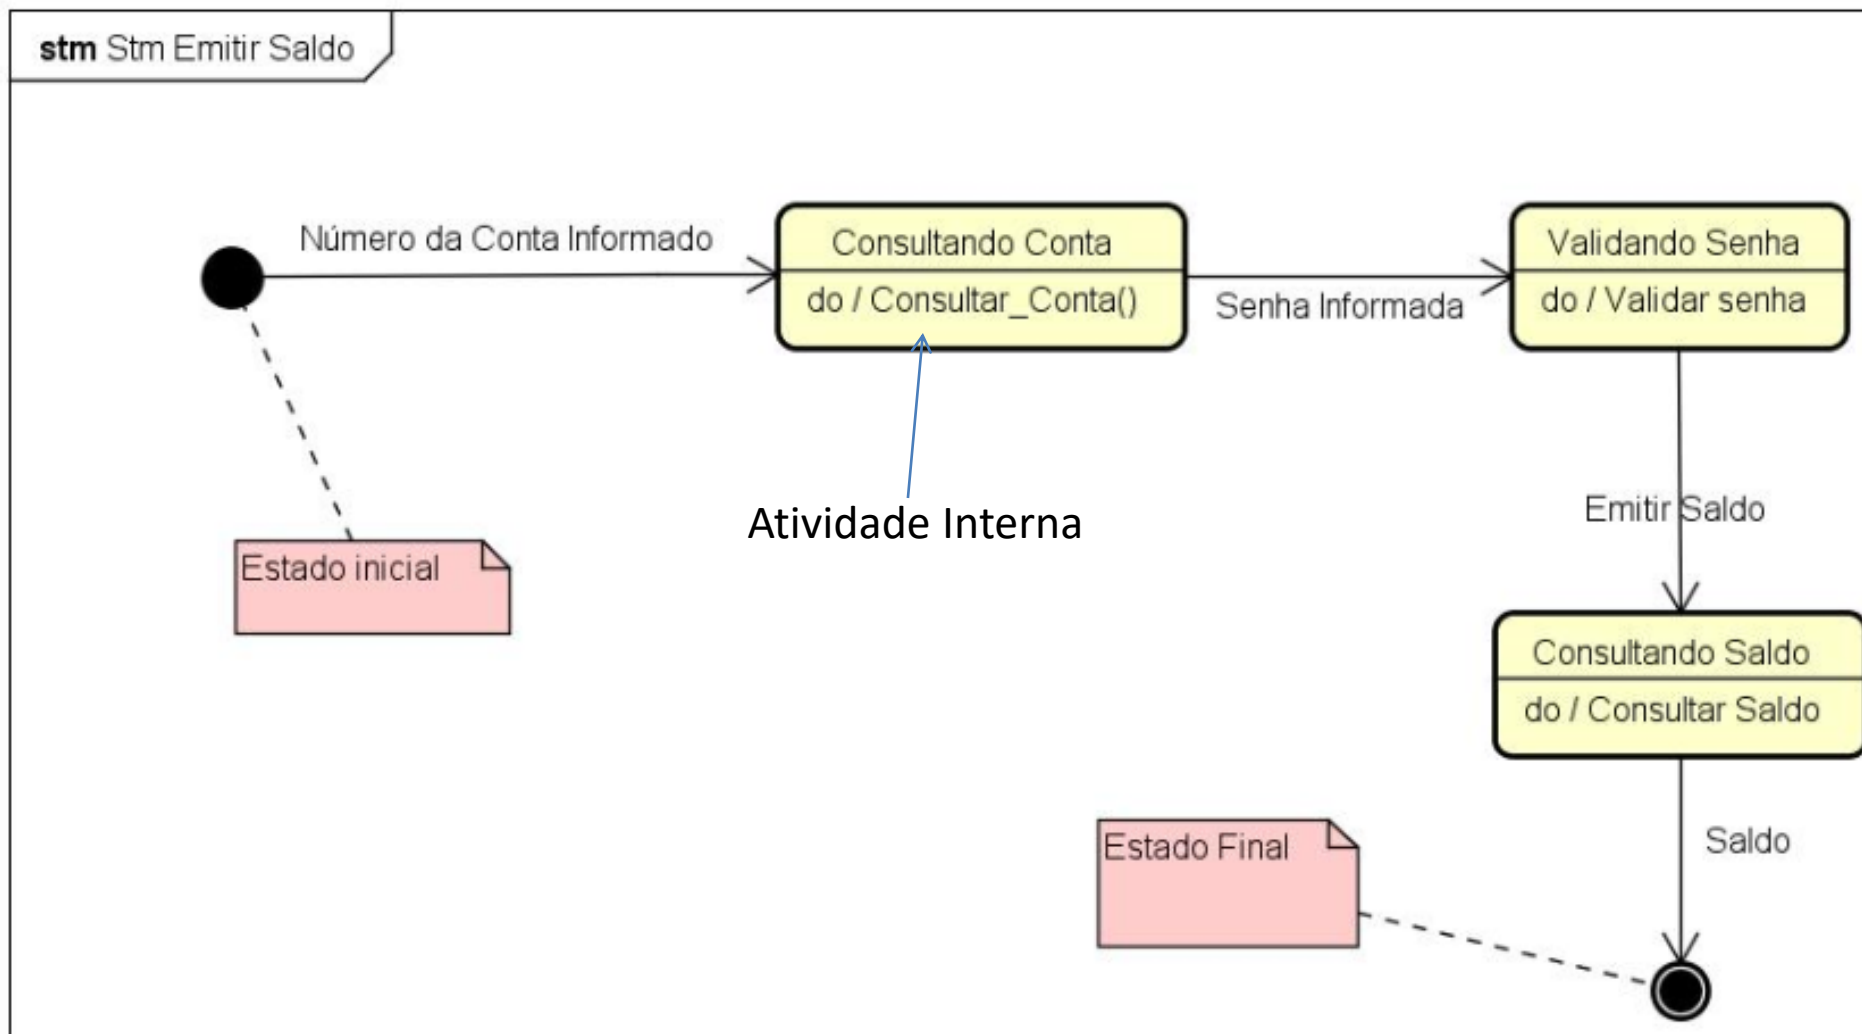 stm Stm Emitir Saldo
Número da Conta Informado
Consultando Conta
do / Consultar_Conta()
Senha Informada
Validando Senha
do / Validar senha
Atividade Interna
Emitir Saldo
Estado inicial
Consultando Saldo
do / Consultar Saldo
Estado Final
Saldo